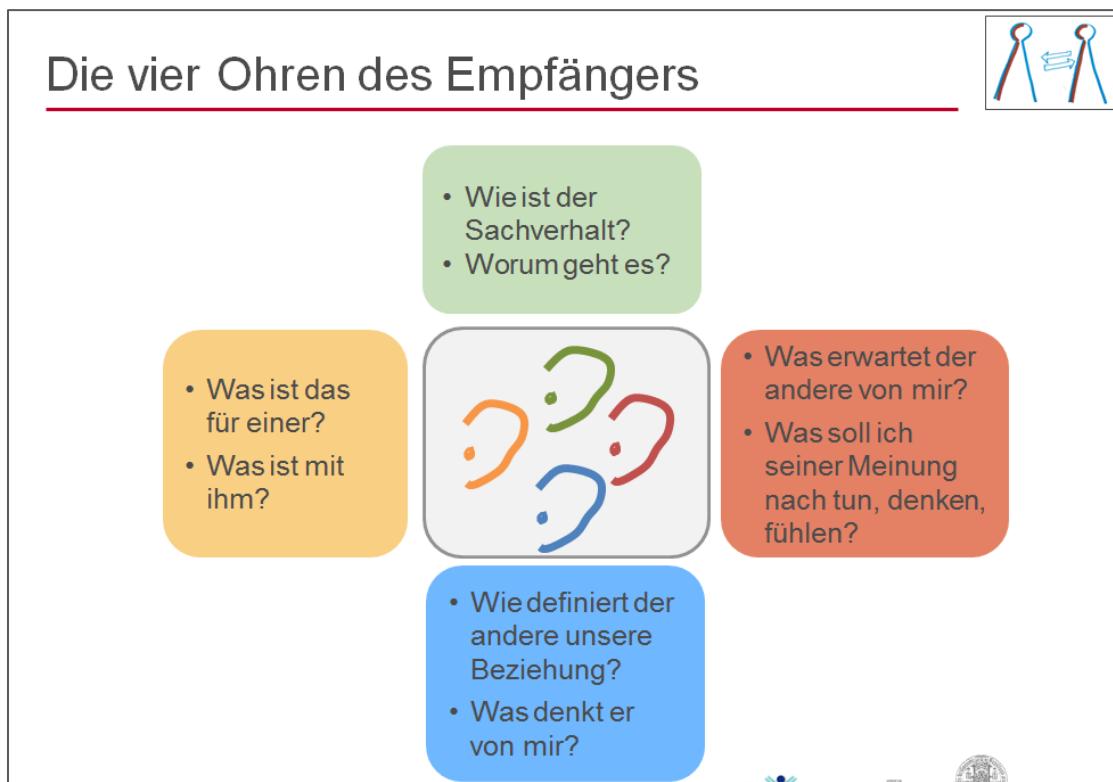 Die vier Ohren des Empfängers
• Wie ist der
Sachverhalt?
• Worum geht es?
• Was ist das
für einer?
• Was ist mit
ihm?
• Was erwartet der
andere von mir?
• Was soll ich
seiner Meinung
nach tun, denken,
fühlen?
• Wie definiert der
andere unsere
Beziehung?
• Was denkt er
von mir?